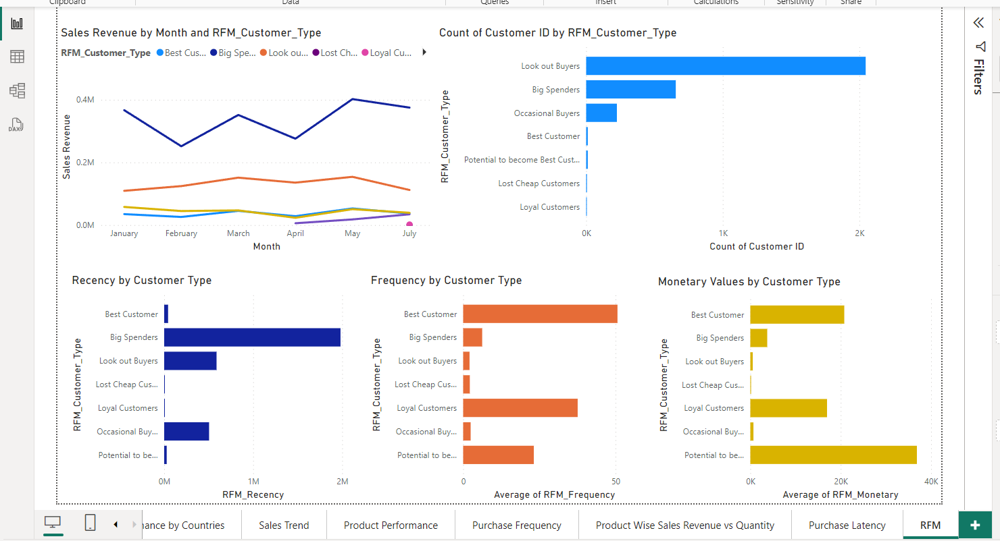 Clipboard
Data
Queries
Insert
Calculations
Sensitivity
Share
Sales Revenue by Month and RFM_Customer_Type
RFM_Customer_Type Best Cus... Big Spe... Look ou... Lost Ch... Loyal Cu...
Sales Revenue
0.4M
0.2M
0.0M
January February March April May July
Month
Count of Customer ID by RFM_Customer_Type
RFM_Customer_Type
Look out Buyers
Big Spenders
Occasional Buyers
Best Customer
Potential to become Best Cust...
Lost Cheap Customers
Loyal Customers
0K 1K 2K
Count of Customer ID
Filters
DAX
Recency by Customer Type
RFM_Customer_Type
Best Customer
Big Spenders
Look out Buyers
Lost Cheap Cus...
Loyal Customers
Occasional Buy...
Potential to be...
0M 1M 2M
RFM_Recency
Frequency by Customer Type
RFM_Customer_Type
Best Customer
Big Spenders
Look out Buyers
Lost Cheap Cus...
Loyal Customers
Occasional Buy...
Potential to be...
0 50
Average of RFM_Frequency
Monetary Values by Customer Type
RFM_Customer_Type
Best Customer
Big Spenders
Look out Buyers
Lost Cheap Cus...
Loyal Customers
Occasional Buy...
Potential to be...
0K 20K 40K
Average of RFM_Monetary
nance by Countries
Sales Trend
Product Performance
Purchase Frequency
Product Wise Sales Revenue vs Quantity
Purchase Latency
RFM